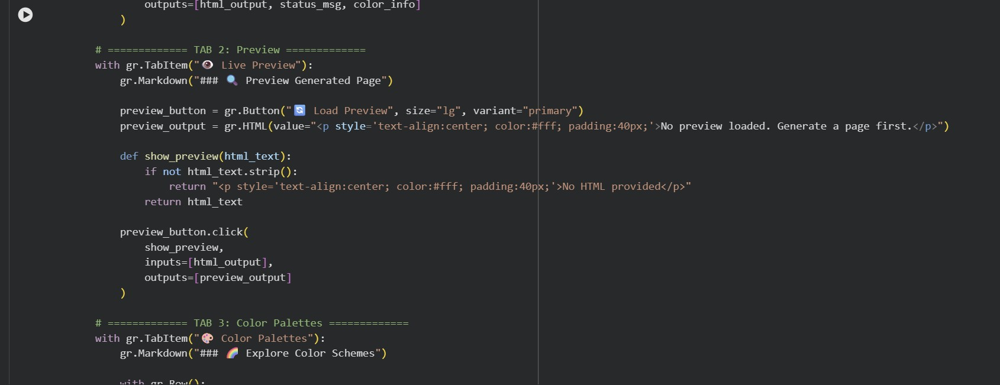 outputs=[html_output, status_msg, color_info]
        )

    # ============= TAB 2: Preview =============
    with gr.TabItem("👁️ Live Preview"):
        gr.Markdown("### 🔍 Preview Generated Page")

        preview_button = gr.Button("🔄 Load Preview", size="lg", variant="primary")
        preview_output = gr.HTML(value="<p style='text-align:center; color:#fff; padding:40px;'>No preview loaded. Generate a page first.</p>")

        def show_preview(html_text):
            if not html_text.strip():
                return "<p style='text-align:center; color:#fff; padding:40px;'>No HTML provided</p>"
            return html_text

        preview_button.click(
            show_preview,
            inputs=[html_output],
            outputs=[preview_output]
        )

    # ============= TAB 3: Color Palettes =============
    with gr.TabItem("🎨 Color Palettes"):
        gr.Markdown("### 🌈 Explore Color Schemes")

        with gr.Row():